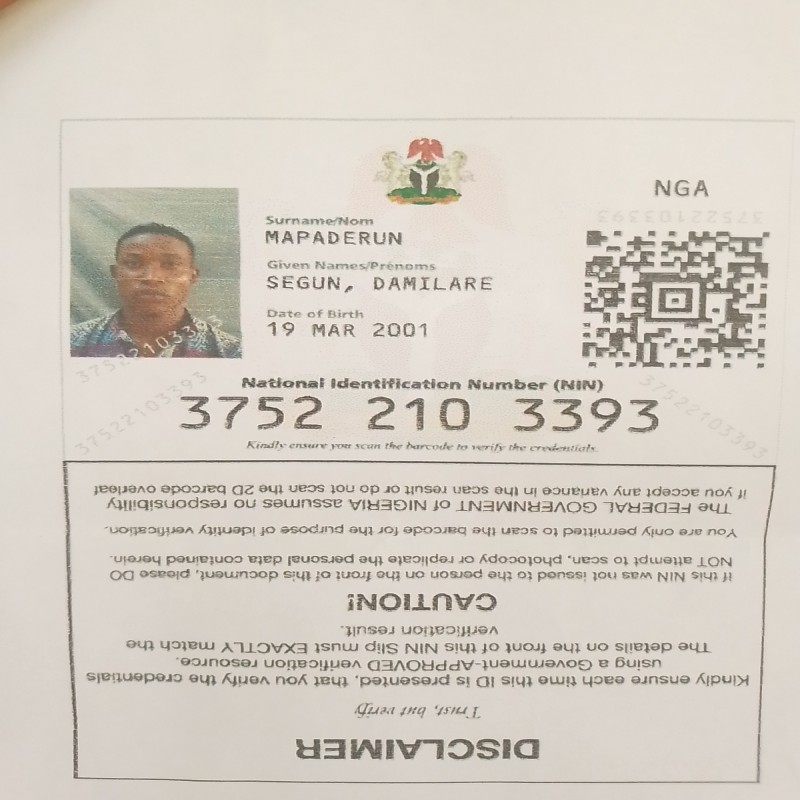 NGA
37522103393
Surname/Nom
MAPADERUN
Given Names/Prénoms
SEGUN, DAMILARE
Date of Birth
19 MAR 2001
37522103393
37522103393
37522103393
National Identification Number (NIN)
3752 210 3393
Kindly ensure you scan the barcode to verify the credentials.
DISCLAIMER
Trust, but verify
Kindly ensure each time this ID is presented, that you verify the credentials
using a Government-APPROVED verification resource.
The details on the front of this NIN Slip must EXACTLY match the
verification result.
CAUTION!
If this NIN was not issued to the person on the front of this document, please DO
NOT attempt to scan, photocopy or replicate the personal data contained herein.
You are only permitted to scan the barcode for the purpose of identity verification.
The FEDERAL GOVERNMENT of NIGERIA assumes no responsibility
if you accept any variance in the scan result or do not scan the 2D barcode overleaf